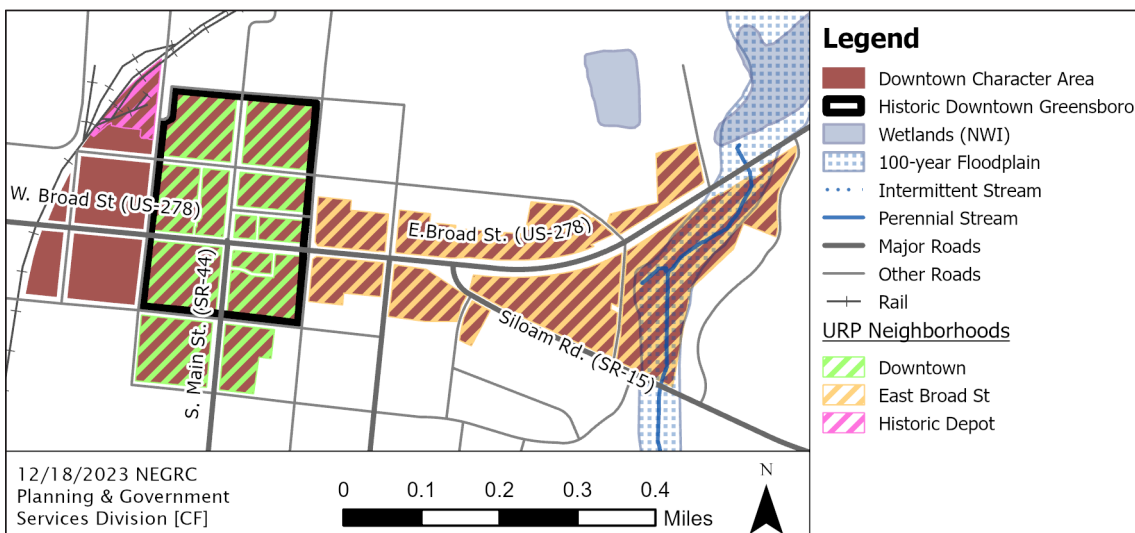 W. Broad St (US-278)
E.Broad St. (US-278)
S. Main St. (SR-44)
Siloam Rd. (SR-15)
12/18/2023 NEGRC
Planning & Government
Services Division [CF]
0 0.1 0.2 0.3 0.4
Miles
N
Legend
Downtown Character Area
Historic Downtown Greensboro
Wetlands (NWI)
100-year Floodplain
Intermittent Stream
Perennial Stream
Major Roads
Other Roads
Rail
URP Neighborhoods
Downtown
East Broad St
Historic Depot